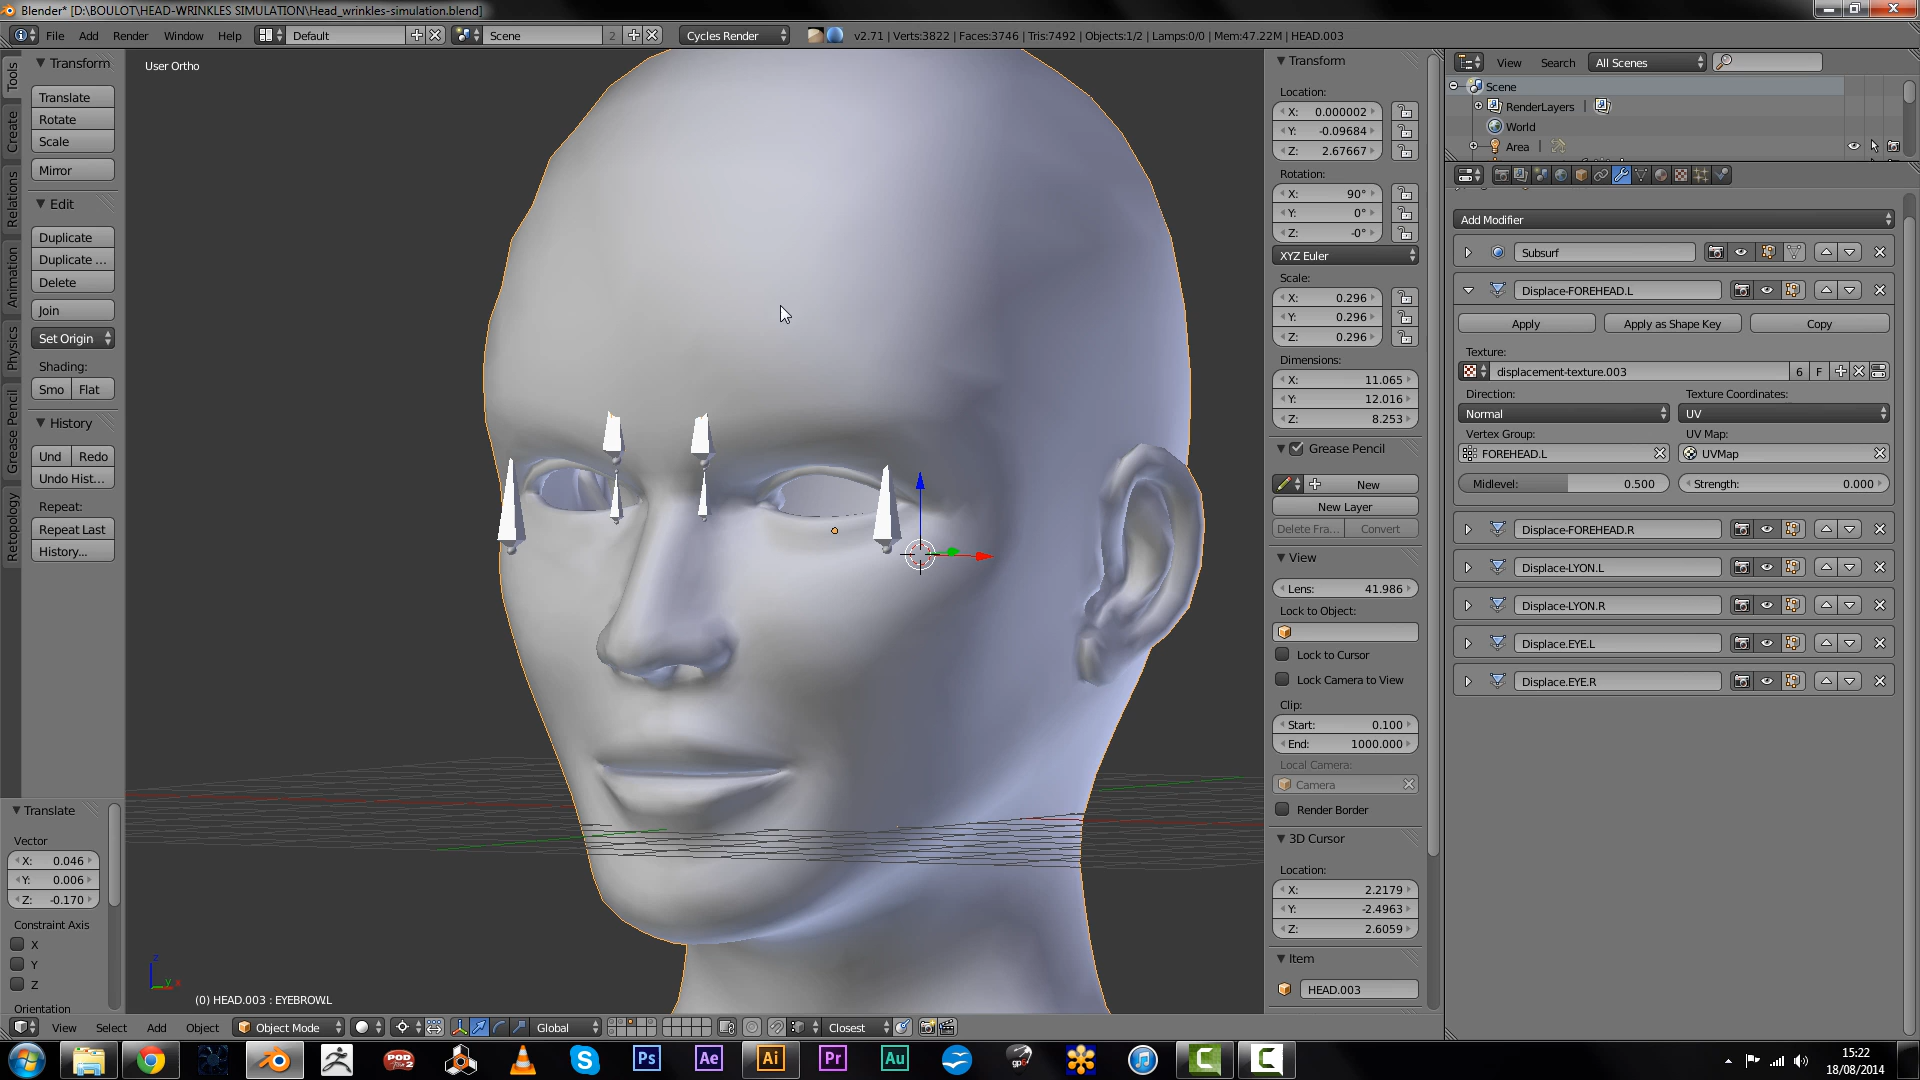 Blender* [D:\BOULOT\HEAD-WRINKLES SIMULATION\Head_wrinkles-simulation.blend]
File Add Render Window Help Default Scene 2 Cycles Render v2.71 | Verts:3822 | Faces:3746 | Tris:7492 | Objects:1/2 | Lamps:0/0 | Mem:47.22M | HEAD.003
Tools
Create
Relations
Animation
Physics
Grease Pencil
Retopology
Transform
Translate
Rotate
Scale
Mirror
Edit
Duplicate
Duplicate ...
Delete
Join
Set Origin
Shading:
Smo Flat
History
Und Redo
Undo Hist...
Repeat:
Repeat Last
History...
Translate
Vector
X: 0.046
Y: 0.006
Z: -0.170
Constraint Axis
X
Y
Z
Orientation
User Ortho
z
y x
(0) HEAD.003 : EYEBROW.L
View Select Add Object Object Mode Global Closest
Transform
Location:
X: 0.000002
Y: -0.09684
Z: 2.67667
Rotation:
X: 90°
Y: 0°
Z: -0°
XYZ Euler
Scale:
X: 0.296
Y: 0.296
Z: 0.296
Dimensions:
X: 11.065
Y: 12.016
Z: 8.253
Grease Pencil
New
New Layer
Delete Fra... Convert
View
Lens: 41.986
Lock to Object:
Lock to Cursor
Lock Camera to View
Clip:
Start: 0.100
End: 1000.000
Local Camera:
Camera
Render Border
3D Cursor
Location:
X: 2.2179
Y: -2.4963
Z: 2.6059
Item
HEAD.003
View Search All Scenes
Scene
RenderLayers |
World
Area |
Add Modifier
Subsurf
Displace-FOREHEAD.L
Apply Apply as Shape Key Copy
Texture:
displacement-texture.003 6 F
Direction: Texture Coordinates:
Normal UV
Vertex Group: UV Map:
FOREHEAD.L UVMap
Midlevel: 0.500 Strength: 0.000
Displace-FOREHEAD.R
Displace-LYON.L
Displace-LYON.R
Displace.EYE.L
Displace.EYE.R
POD 2 S Ps Ae Ai Pr Au gp6 C C
15:22
18/08/2014